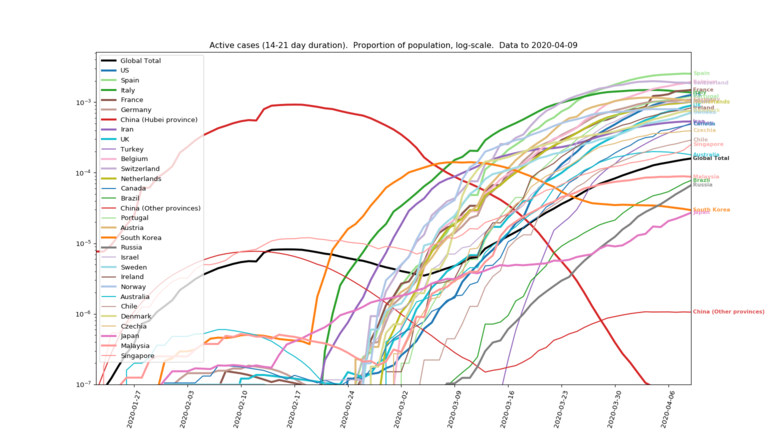 Active cases (14-21 day duration).  Proportion of population, log-scale.  Data to 2020-04-09
Global Total
US
Spain
Italy
France
Germany
China (Hubei province)
Iran
UK
Turkey
Belgium
Switzerland
Netherlands
Canada
Brazil
China (Other provinces)
Portugal
Austria
South Korea
Russia
Israel
Sweden
Ireland
Norway
Australia
Chile
Denmark
Czechia
Japan
Malaysia
Singapore
10⁻³
10⁻⁴
10⁻⁵
10⁻⁶
10⁻⁷
Spain
France
Ireland
Czechia
Chile
Singapore
Australia
Global Total
Malaysia
Brazil
Russia
South Korea
Japan
China (Other provinces)
2020-01-27
2020-02-03
2020-02-10
2020-02-17
2020-02-24
2020-03-02
2020-03-09
2020-03-16
2020-03-23
2020-03-30
2020-04-06